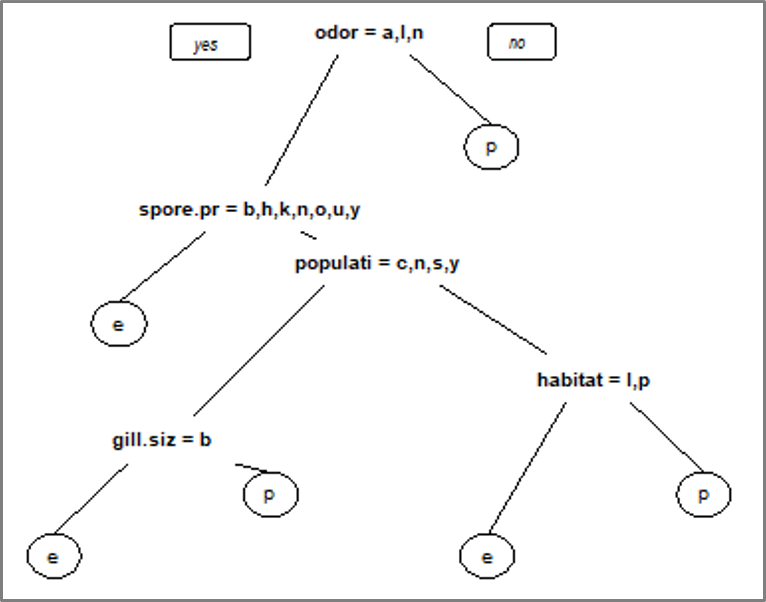 yes
odor = a,l,n
no
p
spore.pr = b,h,k,n,o,u,y
populati = c,n,s,y
e
habitat = l,p
gill.siz = b
p
p
e
e